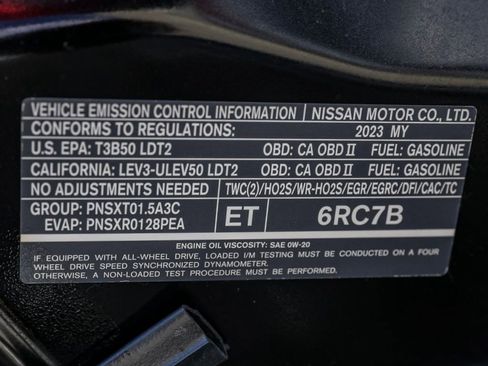 VEHICLE EMISSION CONTROL INFORMATION NISSAN MOTOR CO., LTD.
CONFORMS TO REGULATIONS: 2023 MY
U.S. EPA: T3B50 LDT2 OBD: CA OBD II FUEL: GASOLINE
CALIFORNIA: LEV3-ULEV50 LDT2 OBD: CA OBD II FUEL: GASOLINE
NO ADJUSTMENTS NEEDED TWC(2)/HO2S/WR-HO2S/EGR/EGRC/DFI/CAC/TC
GROUP: PNSXT01.5A3C
EVAP: PNSXR0128PEA
ET 6RC7B
ENGINE OIL VISCOSITY: SAE 0W-20
IF EQUIPPED WITH ALL-WHEEL DRIVE, LOADED I/M TESTING MUST BE CONDUCTED ON A FOUR
WHEEL DRIVE SPEED SYNCHRONIZED DYNAMOMETER.
OTHERWISE, A NON-LOADED TEST PROCEDURE MUST BE PERFORMED.